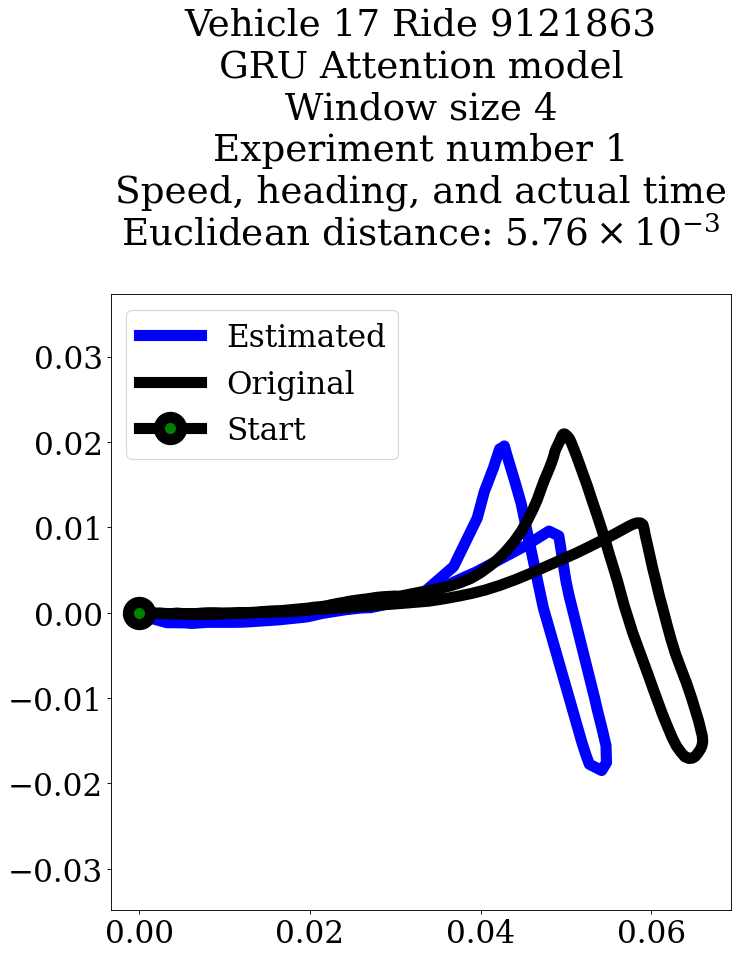 Vehicle 17 Ride 9121863
GRU Attention model
Window size 4
Experiment number 1
Speed, heading, and actual time
Euclidean distance: 5.76 × 10⁻³
Estimated
Original
Start
0.03
0.02
0.01
0.00
−0.01
−0.02
−0.03
0.00 0.02 0.04 0.06